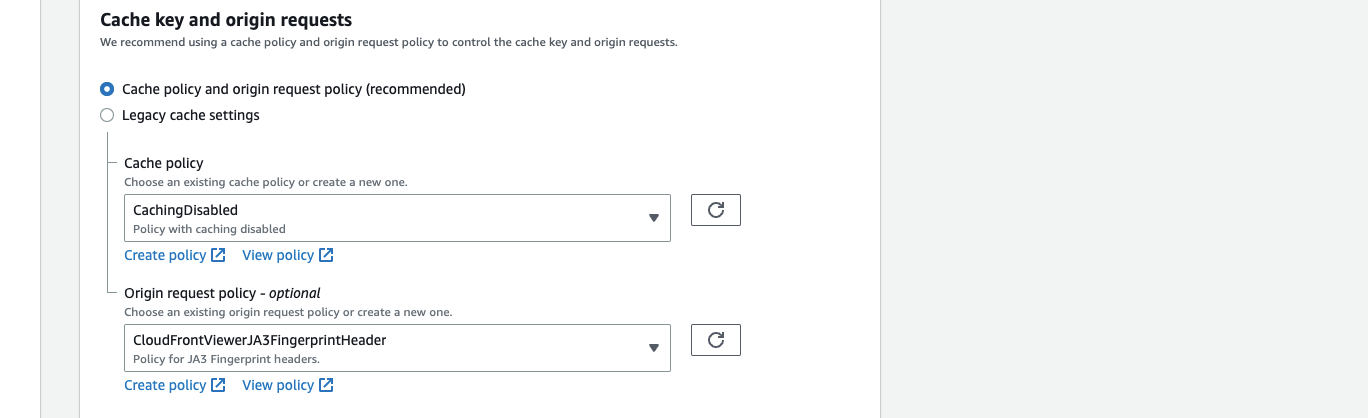 Cache key and origin requests
We recommend using a cache policy and origin request policy to control the cache key and origin requests.
Cache policy and origin request policy (recommended)
Legacy cache settings
Cache policy
Choose an existing cache policy or create a new one.
CachingDisabled
Policy with caching disabled
Create policy View policy
Origin request policy - optional
Choose an existing origin request policy or create a new one.
CloudFrontViewerJA3FingerprintHeader
Policy for JA3 Fingerprint headers.
Create policy View policy